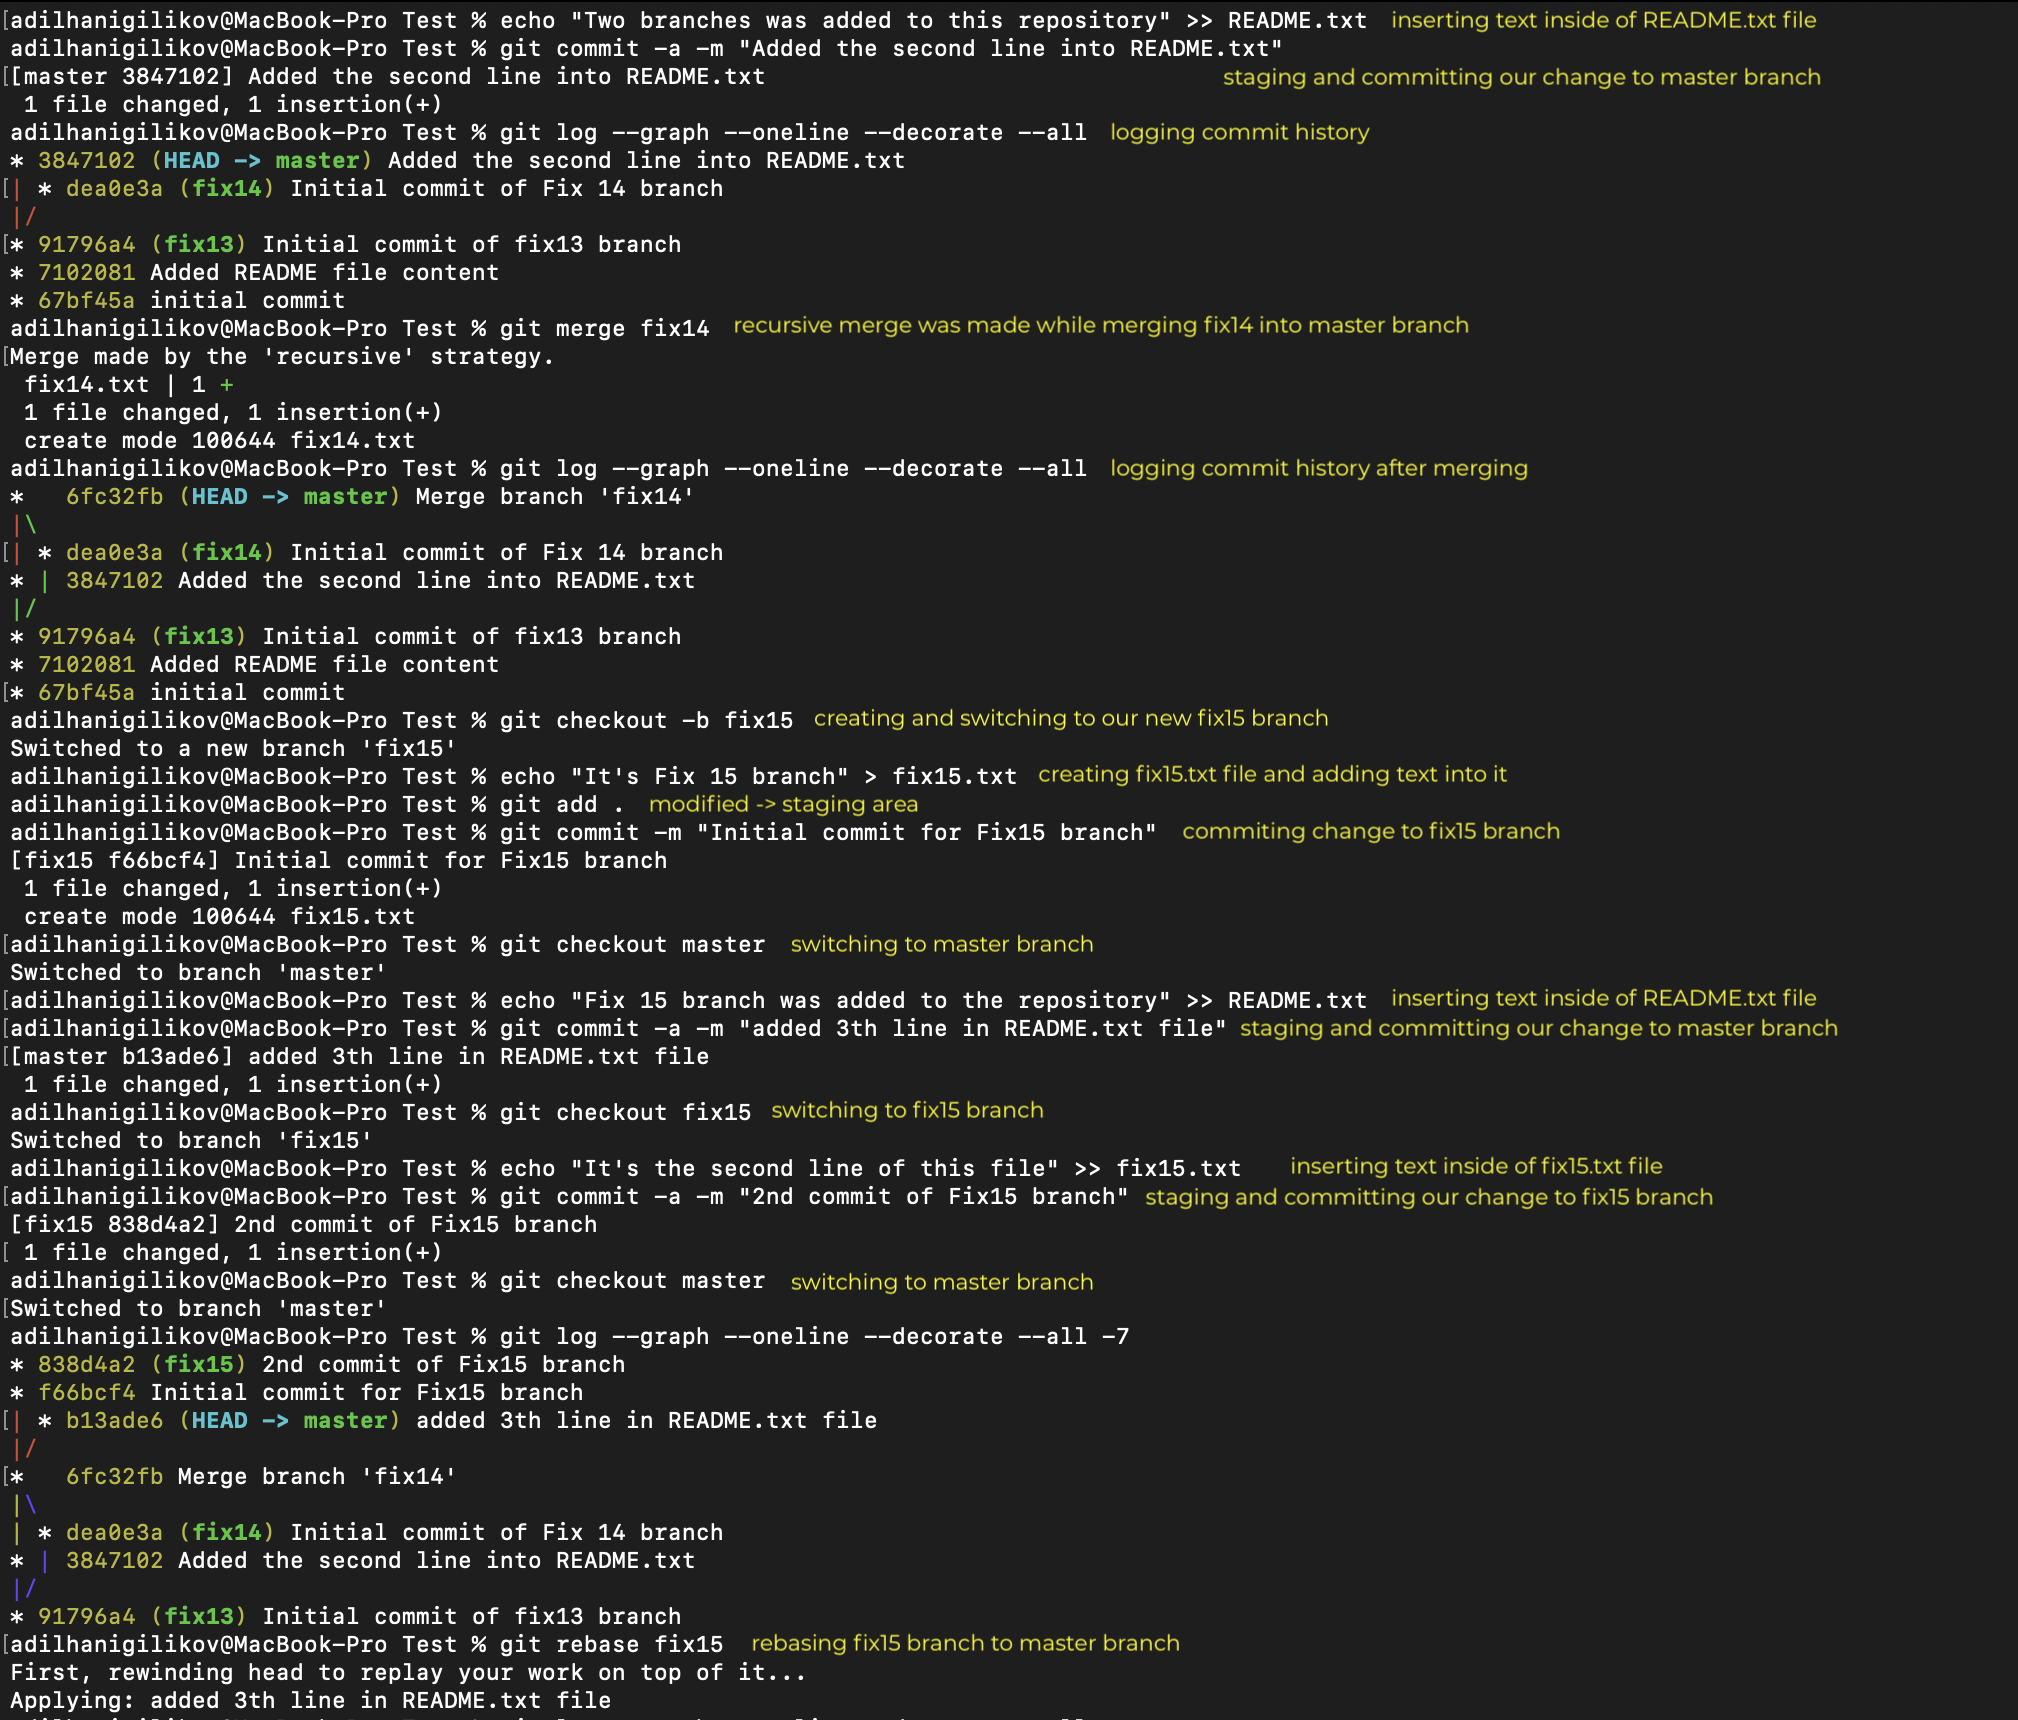 [adilhanigilikov@MacBook-Pro Test % echo "Two branches was added to this repository" >> README.txt inserting text inside of README.txt file
adilhanigilikov@MacBook-Pro Test % git commit -a -m "Added the second line into README.txt"
[[master 3847102] Added the second line into README.txt staging and committing our change to master branch
1 file changed, 1 insertion(+)
adilhanigilikov@MacBook-Pro Test % git log --graph --oneline --decorate --all logging commit history
* 3847102 (HEAD -> master) Added the second line into README.txt
[| * dea0e3a (fix14) Initial commit of Fix 14 branch
|/
[* 91796a4 (fix13) Initial commit of fix13 branch
* 7102081 Added README file content
* 67bf45a initial commit
adilhanigilikov@MacBook-Pro Test % git merge fix14 recursive merge was made while merging fix14 into master branch
[Merge made by the 'recursive' strategy.
fix14.txt | 1 +
1 file changed, 1 insertion(+)
create mode 100644 fix14.txt
adilhanigilikov@MacBook-Pro Test % git log --graph --oneline --decorate --all logging commit history after merging
*   6fc32fb (HEAD -> master) Merge branch 'fix14'
|\
[| * dea0e3a (fix14) Initial commit of Fix 14 branch
* | 3847102 Added the second line into README.txt
|/
* 91796a4 (fix13) Initial commit of fix13 branch
* 7102081 Added README file content
[* 67bf45a initial commit
adilhanigilikov@MacBook-Pro Test % git checkout -b fix15 creating and switching to our new fix15 branch
Switched to a new branch 'fix15'
adilhanigilikov@MacBook-Pro Test % echo "It's Fix 15 branch" > fix15.txt creating fix15.txt file and adding text into it
adilhanigilikov@MacBook-Pro Test % git add . modified -> staging area
adilhanigilikov@MacBook-Pro Test % git commit -m "Initial commit for Fix15 branch" commiting change to fix15 branch
[fix15 f66bcf4] Initial commit for Fix15 branch
1 file changed, 1 insertion(+)
create mode 100644 fix15.txt
[adilhanigilikov@MacBook-Pro Test % git checkout master switching to master branch
Switched to branch 'master'
[adilhanigilikov@MacBook-Pro Test % echo "Fix 15 branch was added to the repository" >> README.txt inserting text inside of README.txt file
[adilhanigilikov@MacBook-Pro Test % git commit -a -m "added 3th line in README.txt file" staging and committing our change to master branch
[[master b13ade6] added 3th line in README.txt file
1 file changed, 1 insertion(+)
adilhanigilikov@MacBook-Pro Test % git checkout fix15 switching to fix15 branch
Switched to branch 'fix15'
adilhanigilikov@MacBook-Pro Test % echo "It's the second line of this file" >> fix15.txt inserting text inside of fix15.txt file
[adilhanigilikov@MacBook-Pro Test % git commit -a -m "2nd commit of Fix15 branch" staging and committing our change to fix15 branch
[fix15 838d4a2] 2nd commit of Fix15 branch
[ 1 file changed, 1 insertion(+)
adilhanigilikov@MacBook-Pro Test % git checkout master switching to master branch
[Switched to branch 'master'
adilhanigilikov@MacBook-Pro Test % git log --graph --oneline --decorate --all -7
* 838d4a2 (fix15) 2nd commit of Fix15 branch
* f66bcf4 Initial commit for Fix15 branch
[| * b13ade6 (HEAD -> master) added 3th line in README.txt file
|/
[*   6fc32fb Merge branch 'fix14'
|\
| * dea0e3a (fix14) Initial commit of Fix 14 branch
* | 3847102 Added the second line into README.txt
|/
* 91796a4 (fix13) Initial commit of fix13 branch
[adilhanigilikov@MacBook-Pro Test % git rebase fix15 rebasing fix15 branch to master branch
First, rewinding head to replay your work on top of it...
Applying: added 3th line in README.txt file